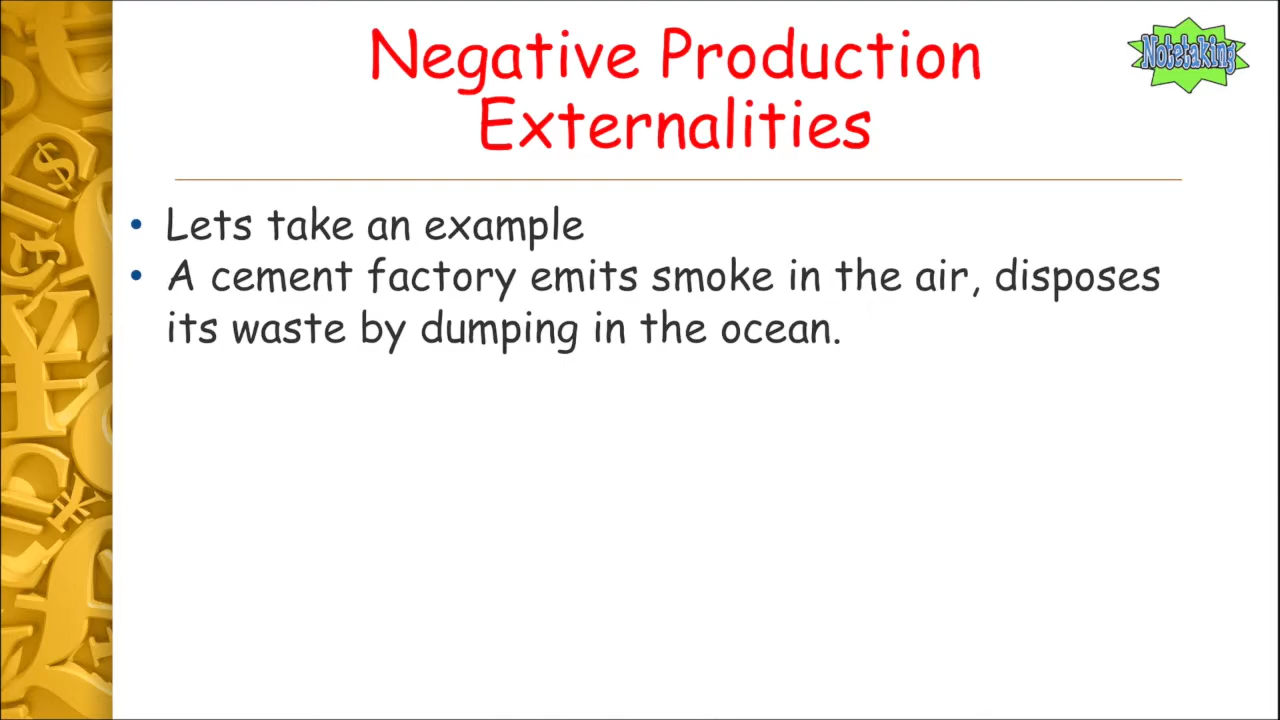 Negative Production
Externalities
Notetaking
• Lets take an example
• A cement factory emits smoke in the air, disposes
its waste by dumping in the ocean.